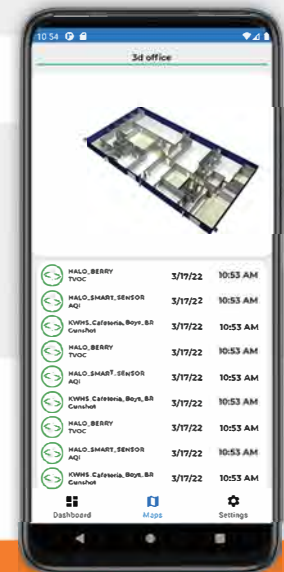 10 54
3d office
HALO_BERRY 3/17/22 10:53 AM
TVOC
HALO_SMART_SENSOR 3/17/22 10:53 AM
AQI
KWHS_Cafetoria_Boys_BR 3/17/22 10:53 AM
Gunshot
HALO_BERRY 3/17/22 10:53 AM
TVOC
HALO_SMART_SENSOR 3/17/22 10:53 AM
AQI
KWHS_Cafetoria_Boys_BR 3/17/22 10:53 AM
Gunshot
HALO_BERRY 3/17/22 10:53 AM
TVOC
HALO_SMART_SENSOR 3/17/22 10:53 AM
AQI
KWHS_Cafetoria_Boys_BR 3/17/22 10:53 AM
Gunshot
Dashboard Maps Settings